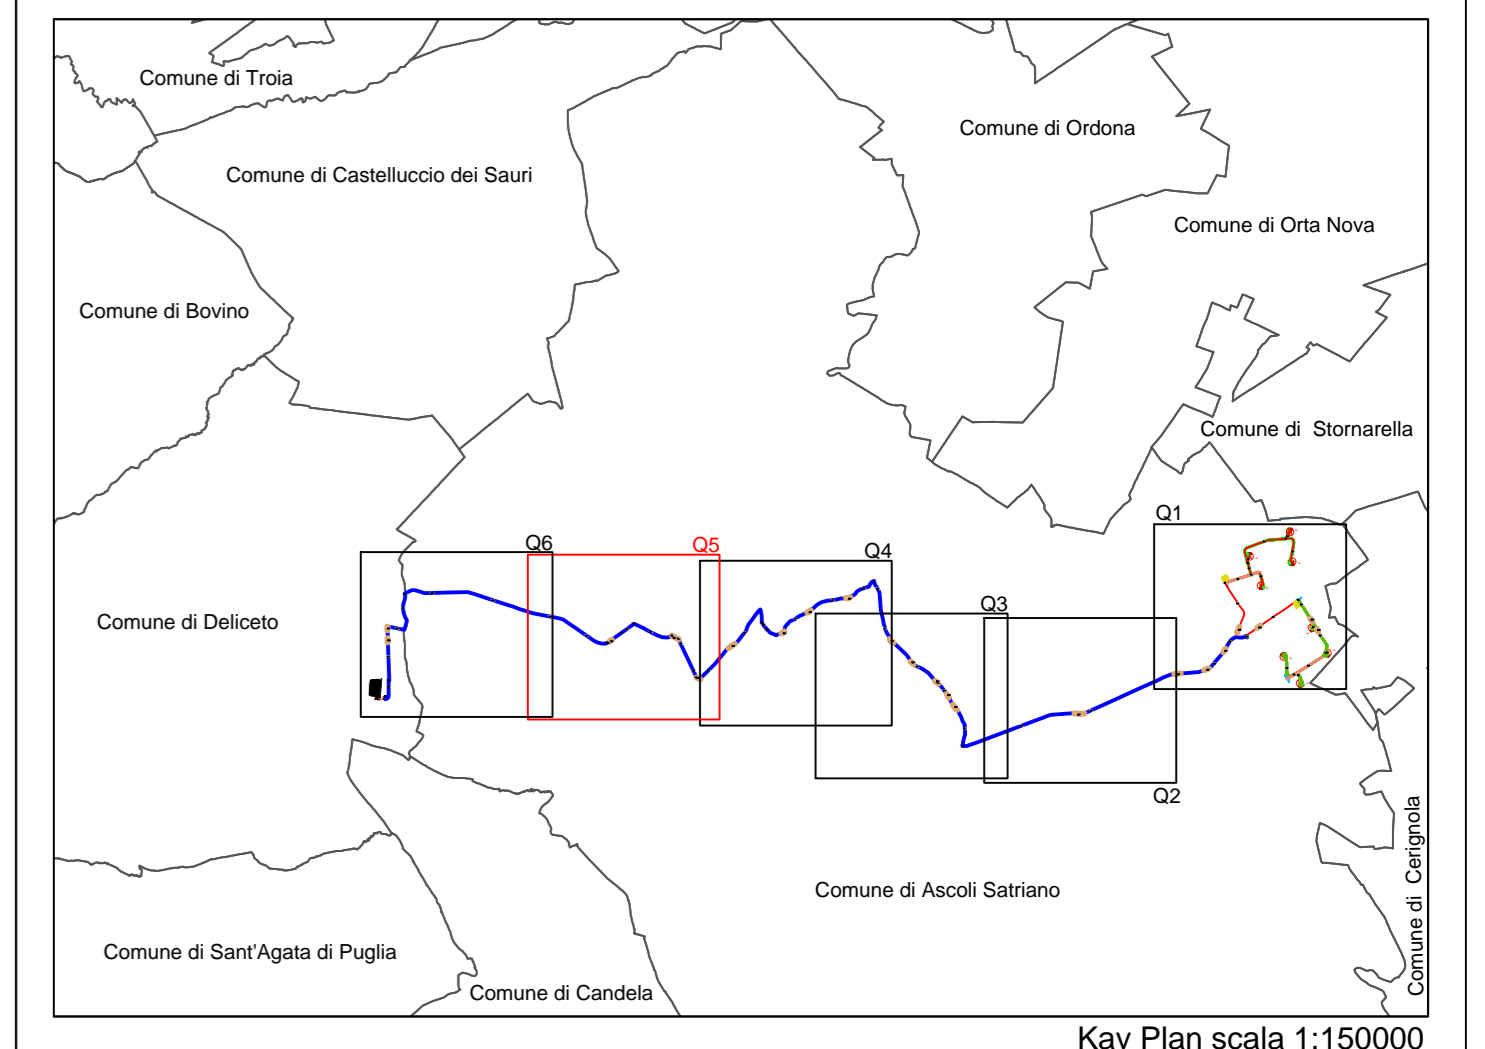 Comune di Troia
Comune di Ordona
Comune di Castelluccio dei Sauri
Comune di Orta Nova
Comune di Bovino
Comune di Stornarella
Q1
Q6
Q5
Q4
Q3
Comune di Deliceto
Q2
Comune di Cerignola
Comune di Ascoli Satriano
Comune di Sant'Agata di Puglia
Comune di Candela
Kay Plan scala 1:150000